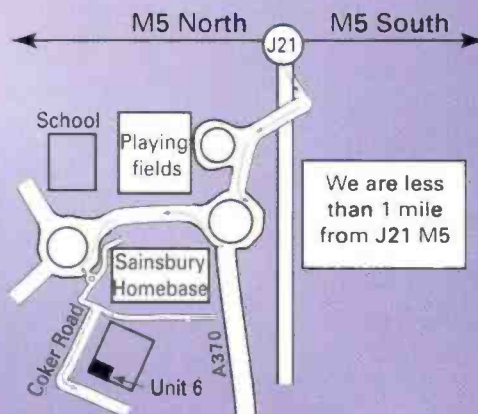 M5 North
M5 South
J21
School
Playing
fields
We are less
than 1 mile
from J21 M5
Sainsbury
Homebase
Coker Road
A370
Unit 6